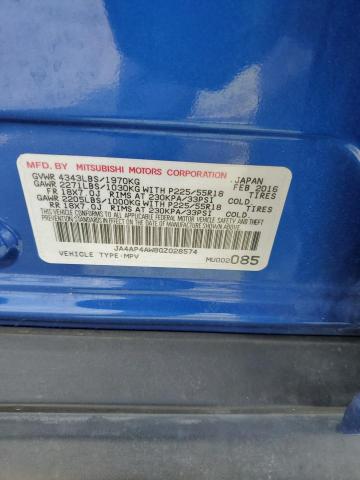 MFD. BY MITSUBISHI MOTORS CORPORATION JAPAN
GVWR 4343LBS/1970KG FEB 2016
GAWR 2271LBS/1030KG WITH P225/55R18 TIRES
FR 18X7.0J RIMS AT 230KPA/33PSI COLD.
GAWR 2205LBS/1000KG WITH P225/55R18 TIRES
RR 18X7.0J RIMS AT 230KPA/33PSI COLD.
THIS VEHICLE CONFORMS TO ALL APPLICABLE FEDERAL MOTOR
VEHICLE SAFETY AND THEFT PREVENTION STANDARDS IN EFFECT
ON THE DATE OF MANUFACTURE SHOWN ABOVE.
JA4AP4AW8GZ028574
VEHICLE TYPE:MPV MU002085